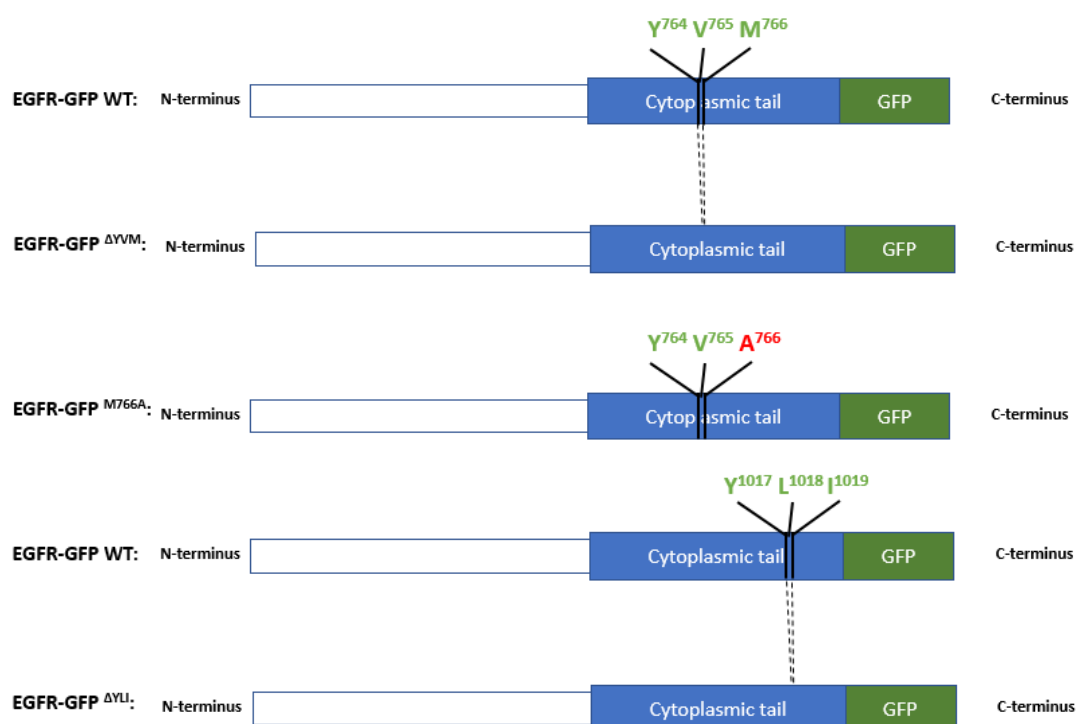 Y⁷⁶⁴ V⁷⁶⁵ M⁷⁶⁶
EGFR-GFP WT: N-terminus Cytoplasmic tail GFP C-terminus
EGFR-GFP ΔYVM: N-terminus Cytoplasmic tail GFP C-terminus
Y⁷⁶⁴ V⁷⁶⁵ A⁷⁶⁶
EGFR-GFP M766A: N-terminus Cytoplasmic tail GFP C-terminus
Y¹⁰¹⁷ L¹⁰¹⁸ I¹⁰¹⁹
EGFR-GFP WT: N-terminus Cytoplasmic tail GFP C-terminus
EGFR-GFP ΔYLI: N-terminus Cytoplasmic tail GFP C-terminus